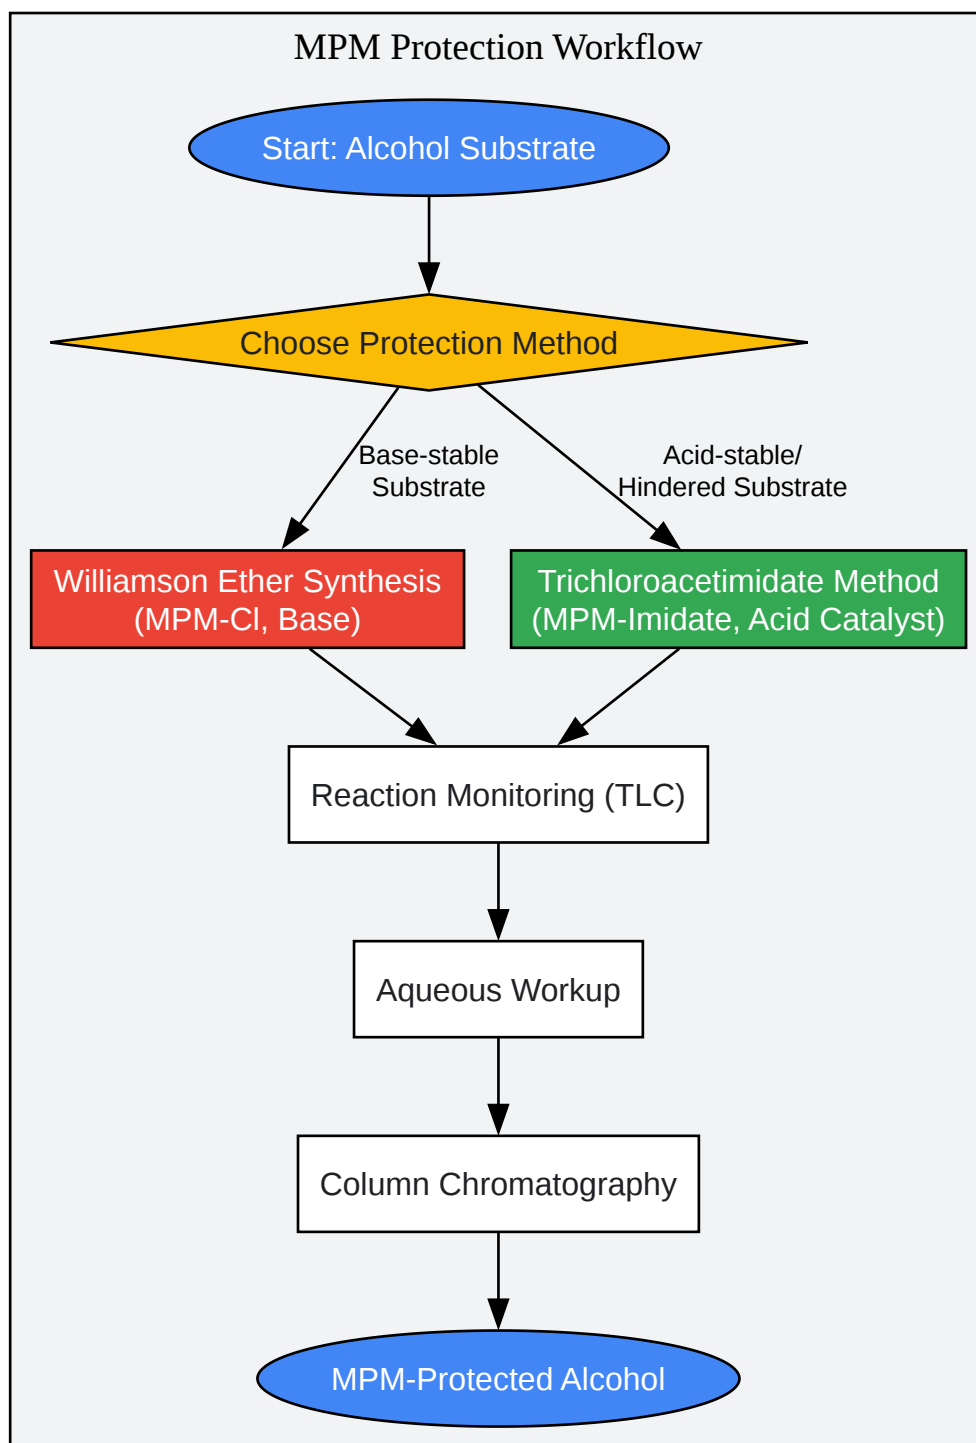 MPM Protection Workflow
Start: Alcohol Substrate
Choose Protection Method
Base-stable
Substrate
Acid-stable/
Hindered Substrate
Williamson Ether Synthesis
(MPM-Cl, Base)
Trichloroacetimidate Method
(MPM-Imidate, Acid Catalyst)
Reaction Monitoring (TLC)
Aqueous Workup
Column Chromatography
MPM-Protected Alcohol